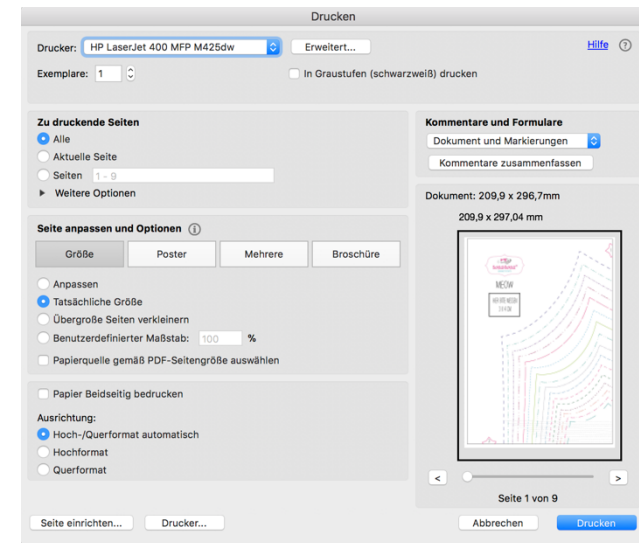 Drucken
Drucker: HP LaserJet 400 MFP M425dw Erweitert... Hilfe ?
Exemplare: 1 In Graustufen (schwarzweiß) drucken
Zu druckende Seiten
Alle
Aktuelle Seite
Seiten 1 - 9
Weitere Optionen
Seite anpassen und Optionen i
Größe Poster Mehrere Broschüre
Anpassen
Tatsächliche Größe
Übergroße Seiten verkleinern
Benutzerdefinierter Maßstab: 100 %
Papierquelle gemäß PDF-Seitengröße auswählen
Papier Beidseitig bedrucken
Ausrichtung:
Hoch-/Querformat automatisch
Hochformat
Querformat
Seite einrichten... Drucker...
Kommentare und Formulare
Dokument und Markierungen
Kommentare zusammenfassen
Dokument: 209,9 x 296,7mm
209,9 x 297,04 mm
MEOW
< >
Seite 1 von 9
Abbrechen Drucken